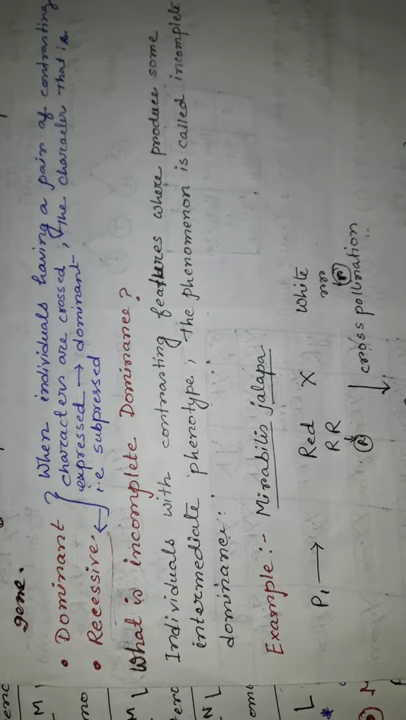 gene.
• Dominant } When individuals having a pair of contrasting
characters are crossed, the character that is
expressed → dominant
• Recessive. i.e subpressed
What is incomplete Dominance?
Individuals with contrasting features where produce some
intermediate phenotype, the phenomenon is called incomplete
dominance.
Example :- Mirabilis jalapa
P₁ → Red X White
RR rr
(R) (r)
↓ cross pollination